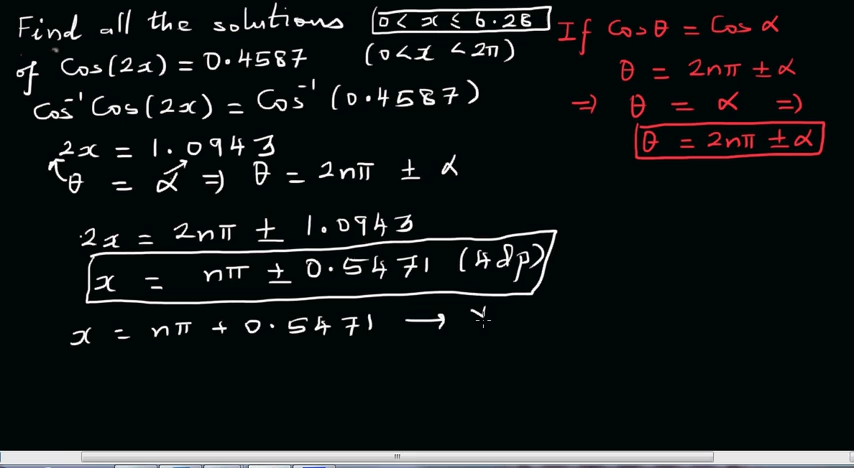 Find all the solutions 0 < x ≤ 6.28
of Cos(2x) = 0.4587 (0 < x < 2π)
Cos⁻¹ Cos(2x) = Cos⁻¹ (0.4587)
2x = 1.0943
θ = α ⇒ θ = 2nπ ± α
2x = 2nπ ± 1.0943
x = nπ ± 0.5471 (4dp)
x = nπ + 0.5471 →
If Cosθ = Cos α
θ = 2nπ ± α
⇒ θ = α ⇒
θ = 2nπ ± α